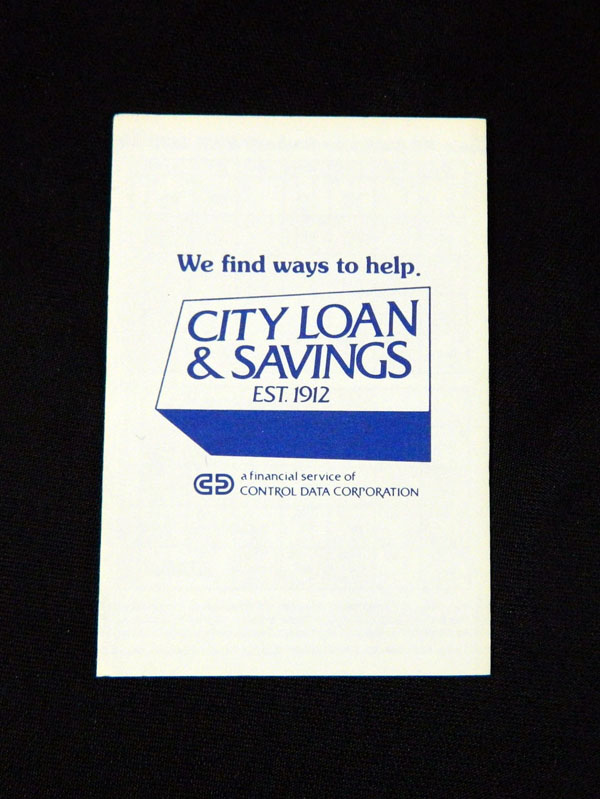 We find ways to help.
CITY LOAN
& SAVINGS
EST. 1912
a financial service of
CONTROL DATA CORPORATION